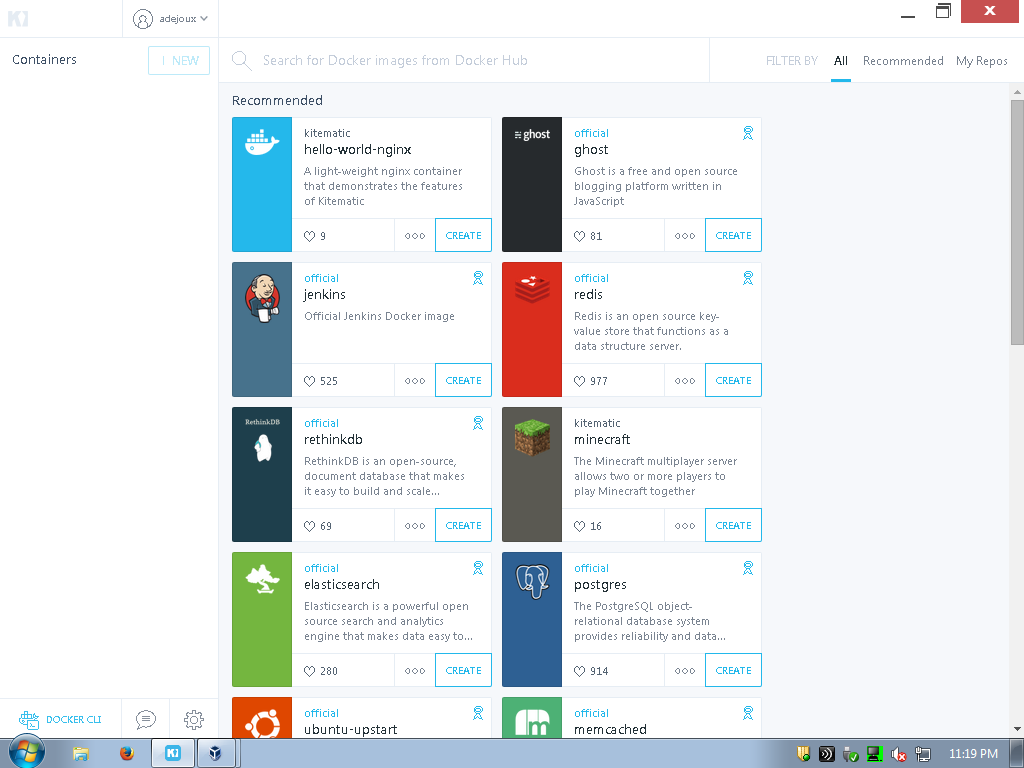 adejoux
Containers
NEW
Search for Docker images from Docker Hub
FILTER BY
All
Recommended
My Repos
Recommended
kitematic
hello-world-nginx
A light-weight nginx container
that demonstrates the features
of Kitematic
9
CREATE
ghost
official
ghost
Ghost is a free and open source
blogging platform written in
JavaScript
81
CREATE
official
jenkins
Official Jenkins Docker image
525
CREATE
official
redis
Redis is an open source key-
value store that functions as a
data structure server.
977
CREATE
RethinkDB
official
rethinkdb
RethinkDB is an open-source,
document database that makes
it easy to build and scale...
69
CREATE
kitematic
minecraft
The Minecraft multiplayer server
allows two or more players to
play Minecraft together
16
CREATE
official
elasticsearch
Elasticsearch is a powerful open
source search and analytics
engine that makes data easy to...
280
CREATE
official
postgres
The PostgreSQL object-
relational database system
provides reliability and data...
914
CREATE
official
ubuntu-upstart
official
memcached
DOCKER CLI
11:19 PM